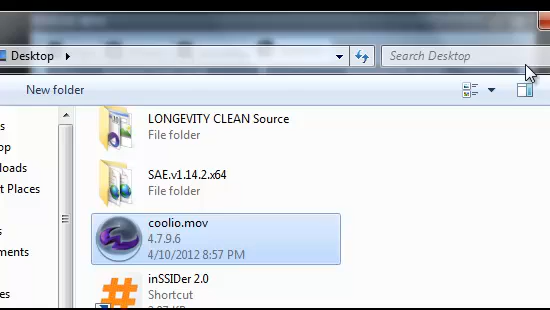 Desktop
Search Desktop
New folder
LONGEVITY CLEAN Source
File folder
SAE.v1.14.2.x64
File folder
s
op
loads
t Places
coolio.mov
4.7.9.6
4/10/2012 8:57 PM
ments
inSSIDer 2.0
Shortcut
es